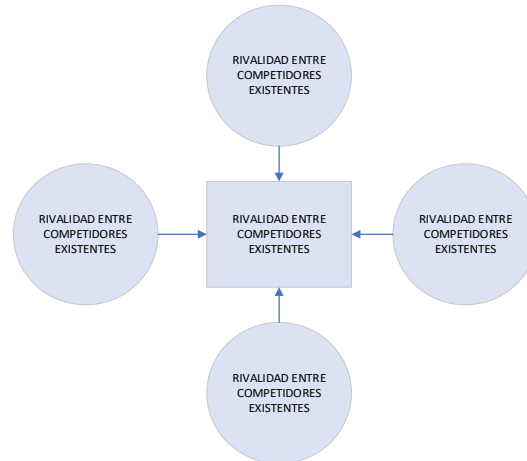 RIVALIDAD ENTRE
COMPETIDORES
EXISTENTES
RIVALIDAD ENTRE
COMPETIDORES
EXISTENTES
RIVALIDAD ENTRE
COMPETIDORES
EXISTENTES
RIVALIDAD ENTRE
COMPETIDORES
EXISTENTES
RIVALIDAD ENTRE
COMPETIDORES
EXISTENTES